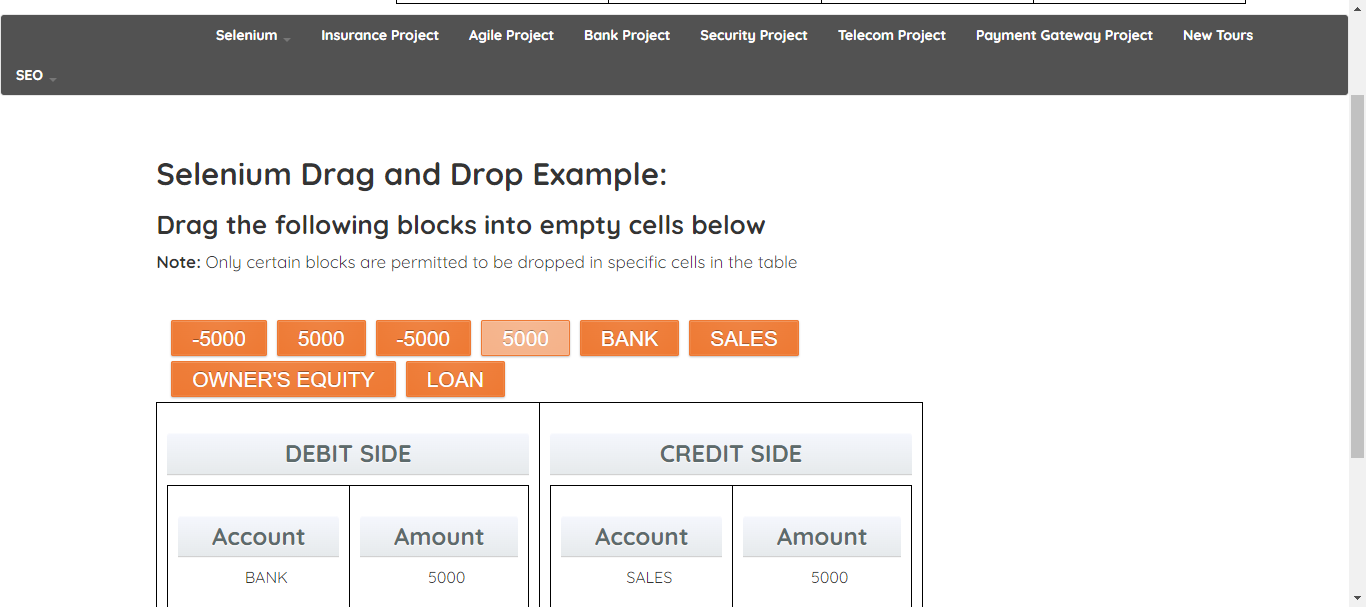 Selenium Insurance Project Agile Project Bank Project Security Project Telecom Project Payment Gateway Project New Tours
SEO
Selenium Drag and Drop Example:
Drag the following blocks into empty cells below
Note: Only certain blocks are permitted to be dropped in specific cells in the table
-5000 5000 -5000 5000 BANK SALES
OWNER'S EQUITY LOAN
DEBIT SIDE CREDIT SIDE
Account Amount Account Amount
BANK 5000 SALES 5000